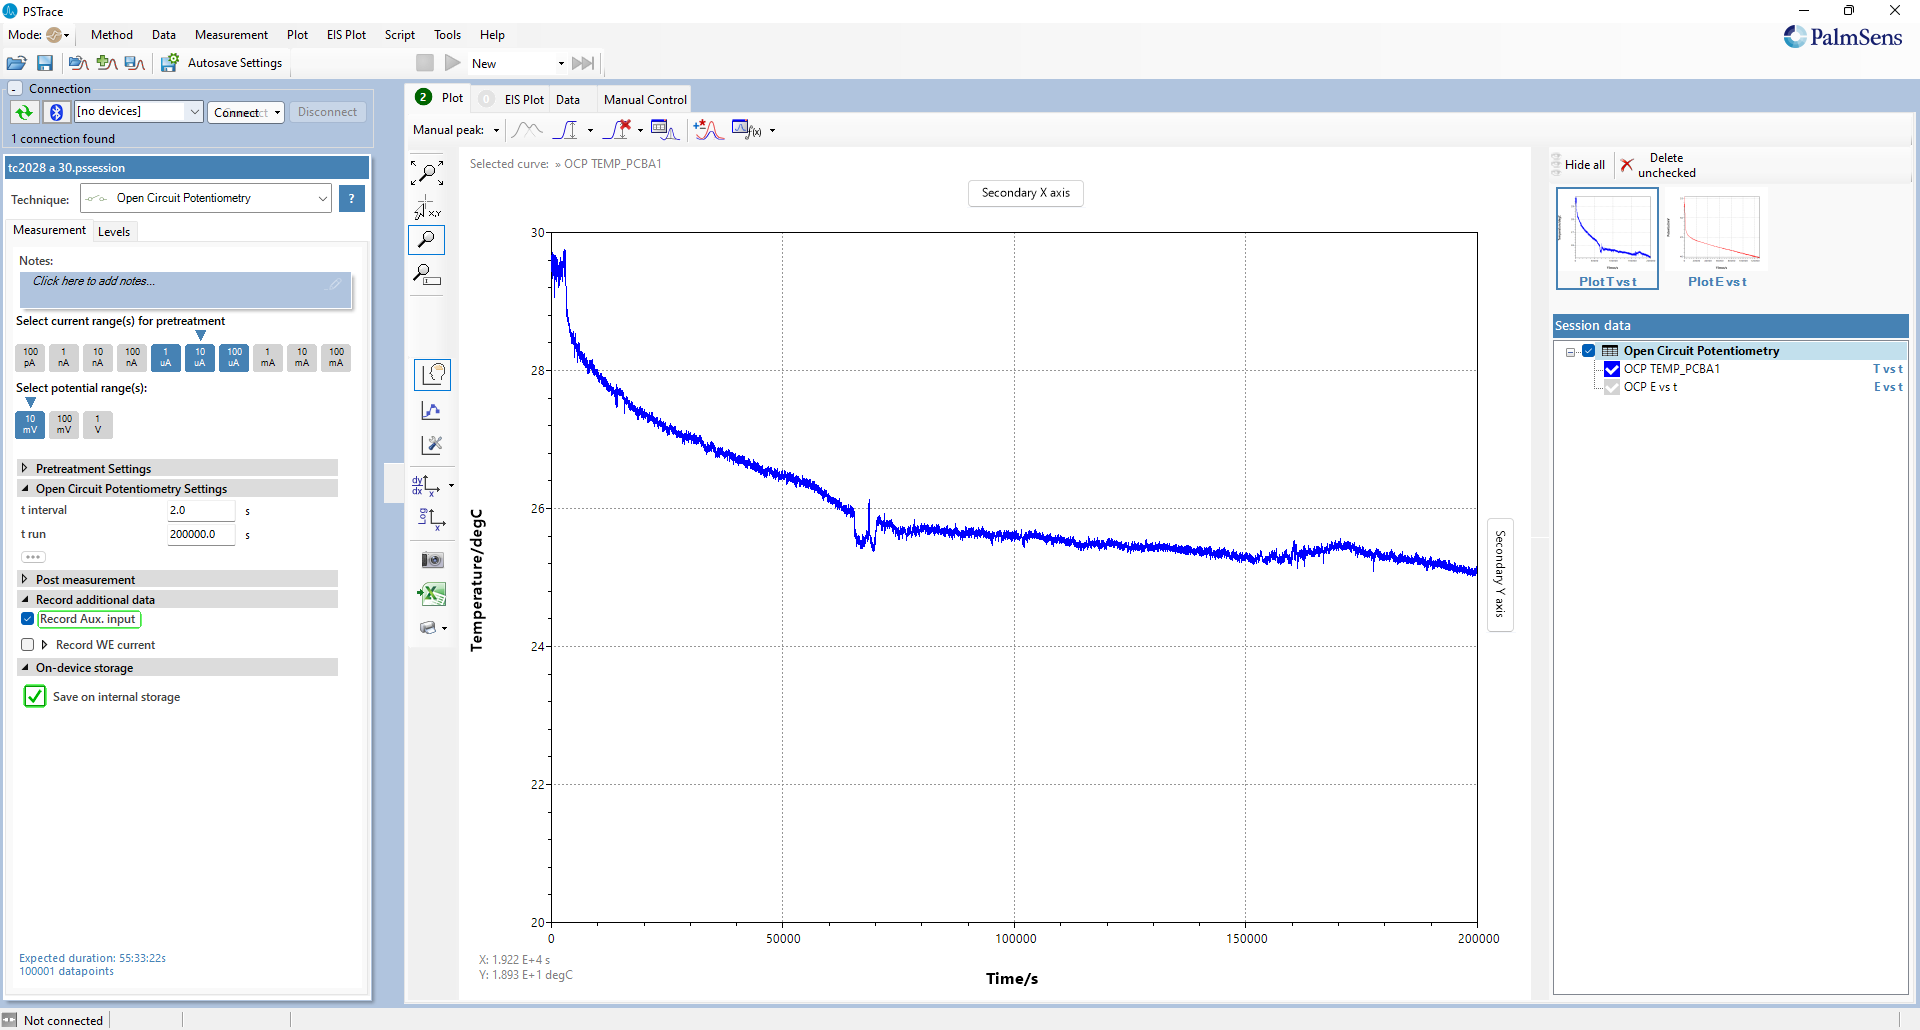 PSTrace
Mode:
Method Data Measurement Plot EIS Plot Script Tools Help
PalmSens
Autosave Settings
New
- Connection
[no devices] Connect Disconnect
1 connection found
tc2028 a 30.pssession
Technique: Open Circuit Potentiometry ?
Measurement Levels
Notes:
Click here to add notes...
Select current range(s) for pretreatment
100 pA 1 nA 10 nA 100 nA 1 uA 10 uA 100 uA 1 mA 10 mA 100 mA
Select potential range(s):
10 mV 100 mV 1 V
Pretreatment Settings
Open Circuit Potentiometry Settings
t interval 2.0 s
t run 200000.0 s
Post measurement
Record additional data
Record Aux. input
Record WE current
On-device storage
Save on internal storage
Expected duration: 55:33:22s
100001 datapoints
Not connected
2 Plot 0 EIS Plot Data Manual Control
Manual peak:
f(x)
x,y
dy/dx x
Log x
Selected curve: » OCP TEMP_PCBA1
Secondary X axis
30
28
26
24
22
20
Temperature/degC
Secondary Y axis
0 50000 100000 150000 200000
Time/s
X: 1.922 E+4 s
Y: 1.893 E+1 degC
Hide all Delete unchecked
Plot T vs t Plot E vs t
Session data
Open Circuit Potentiometry
OCP TEMP_PCBA1 T vs t
OCP E vs t E vs t